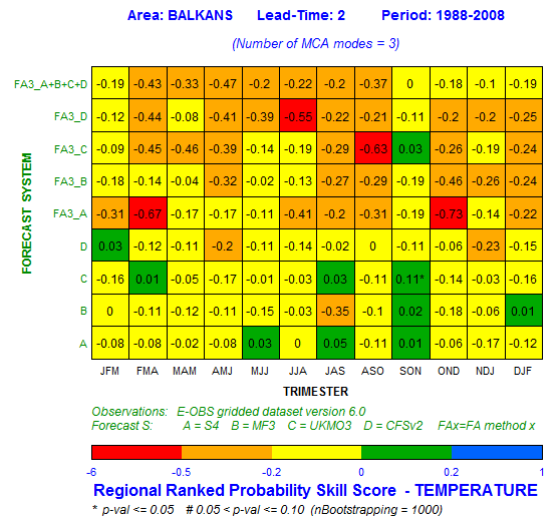 Area: BALKANS Lead-Time: 2 Period: 1988-2008
(Number of MCA modes = 3)
FORECAST SYSTEM
FA3_A+B+C+D -0.19 -0.43 -0.33 -0.47 -0.2 -0.22 -0.2 -0.37 0 -0.18 -0.1 -0.19
FA3_D -0.12 -0.44 -0.08 -0.41 -0.39 -0.55 -0.22 -0.21 -0.11 -0.2 -0.2 -0.25
FA3_C -0.09 -0.45 -0.46 -0.39 -0.14 -0.19 -0.29 -0.63 0.03 -0.26 -0.19 -0.24
FA3_B -0.18 -0.14 -0.04 -0.32 -0.02 -0.13 -0.27 -0.29 -0.19 -0.46 -0.26 -0.24
FA3_A -0.31 -0.67 -0.17 -0.17 -0.11 -0.41 -0.2 -0.31 -0.19 -0.73 -0.14 -0.22
D 0.03 -0.12 -0.11 -0.2 -0.11 -0.14 -0.02 0 -0.11 -0.06 -0.23 -0.15
C -0.16 0.01 -0.05 -0.17 -0.01 -0.03 0.03 -0.11 0.11* -0.14 -0.03 -0.16
B 0 -0.11 -0.12 -0.11 -0.15 -0.03 -0.35 -0.1 0.02 -0.18 -0.06 0.01
A -0.08 -0.08 -0.02 -0.08 0.03 0 0.05 -0.11 0.01 -0.06 -0.17 -0.12
JFM FMA MAM AMJ MJJ JJA JAS ASO SON OND NDJ DJF
TRIMESTER
Observations: E-OBS gridded dataset version 6.0
Forecast S: A = S4 B = MF3 C = UKMO3 D = CFSv2 FAx=FA method x
-6 -0.5 -0.2 0 0.2 1
Regional Ranked Probability Skill Score - TEMPERATURE
* p-val <= 0.05 # 0.05 < p-val <= 0.10 (nBootstrapping = 1000)